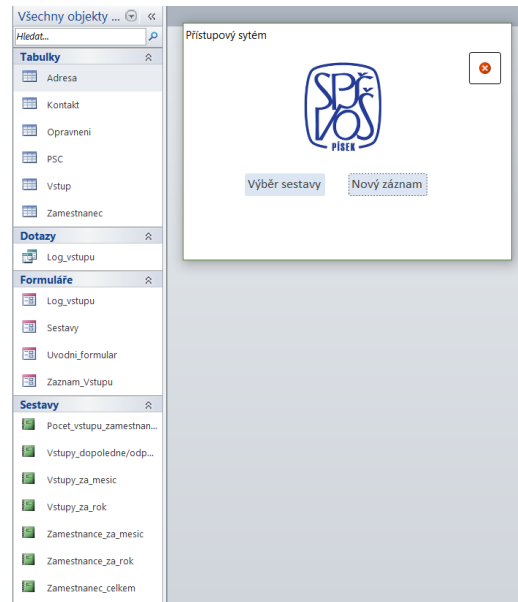 Všechny objekty ...
Hledat...
Tabulky
Adresa
Kontakt
Opravneni
PSC
Vstup
Zamestnanec
Dotazy
Log_vstupu
Formuláře
Log_vstupu
Sestavy
Uvodni_formular
Zaznam_Vstupu
Sestavy
Pocet_vstupu_zamestnan...
Vstupy_dopoledne/odp...
Vstupy_za_mesic
Vstupy_za_rok
Zamestnance_za_mesic
Zamestnance_za_rok
Zamestnanec_celkem
Přístupový sytém
SPŠ
VOŠ
PÍSEK
Výběr sestavy
Nový záznam